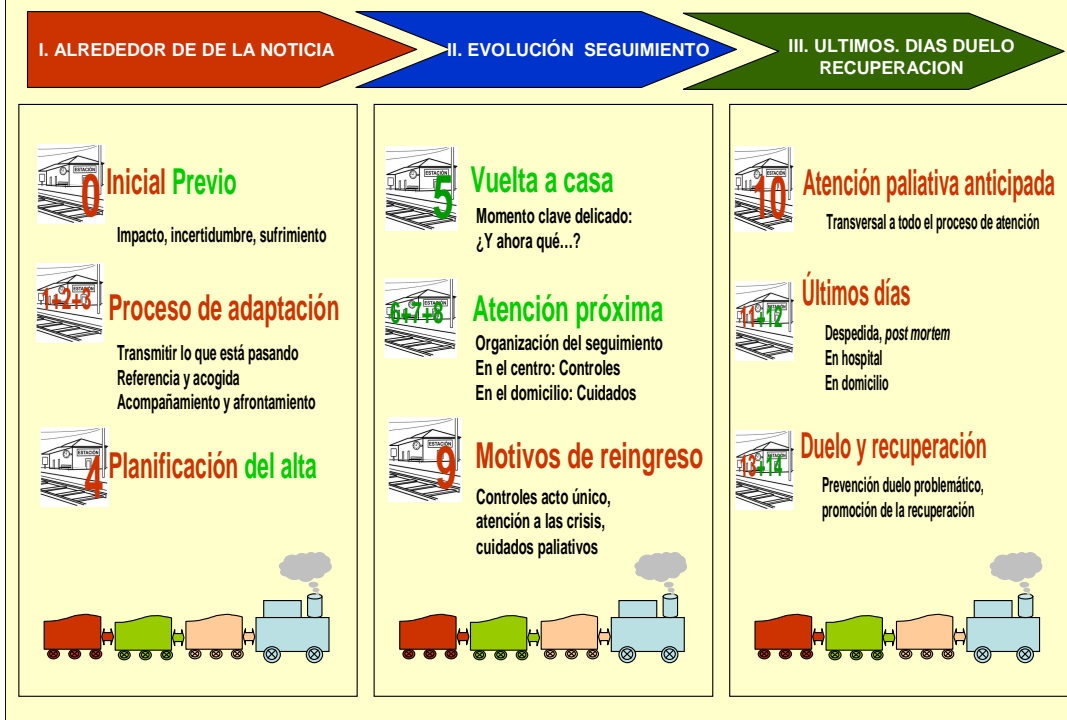 I. ALREDEDOR DE DE LA NOTICIA
II. EVOLUCIÓN SEGUIMIENTO
III. ULTIMOS. DIAS DUELO
RECUPERACION
ESTACIÓN
0
Inicial Previo
Impacto, incertidumbre, sufrimiento
ESTACIÓN
1+2+3
Proceso de adaptación
Transmitir lo que está pasando
Referencia y acogida
Acompañamiento y afrontamiento
ESTACIÓN
4
Planificación del alta
ESTACIÓN
5
Vuelta a casa
Momento clave delicado:
¿Y ahora qué…?
ESTACIÓN
6+7+8
Atención próxima
Organización del seguimiento
En el centro: Controles
En el domicilio: Cuidados
ESTACIÓN
9
Motivos de reingreso
Controles acto único,
atención a las crisis,
cuidados paliativos
ESTACIÓN
10
Atención paliativa anticipada
Transversal a todo el proceso de atención
ESTACIÓN
11+12
Últimos días
Despedida, post mortem
En hospital
En domicilio
ESTACIÓN
13+14
Duelo y recuperación
Prevención duelo problemático,
promoción de la recuperación